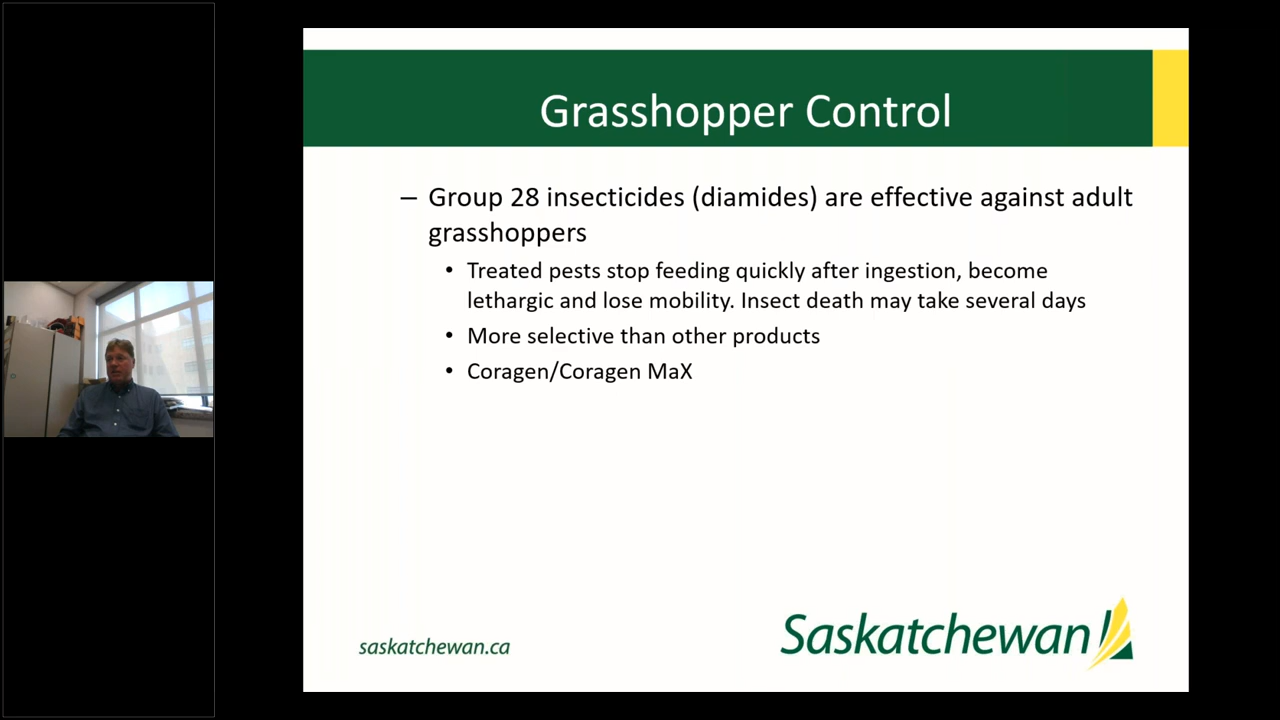 Grasshopper Control
– Group 28 insecticides (diamides) are effective against adult
grasshoppers
• Treated pests stop feeding quickly after ingestion, become
lethargic and lose mobility. Insect death may take several days
• More selective than other products
• Coragen/Coragen MaX
saskatchewan.ca
Saskatchewan